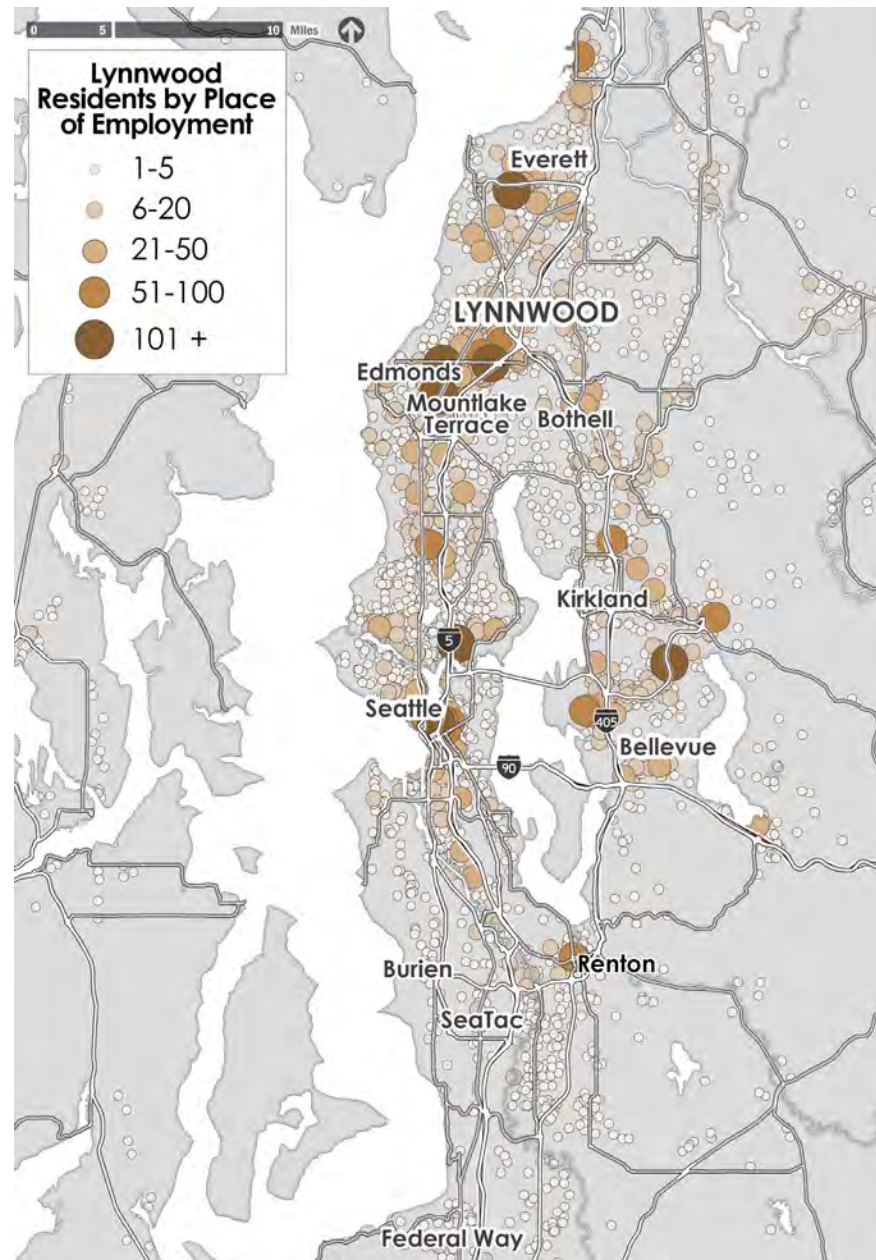 0 5 10 Miles
Lynnwood
Residents by Place
of Employment
1-5
6-20
21-50
51-100
101 +
Everett
LYNNWOOD
Edmonds
Mountlake
Terrace
Bothell
Kirkland
5
Seattle
405
Bellevue
90
Burien
Renton
SeaTac
Federal Way